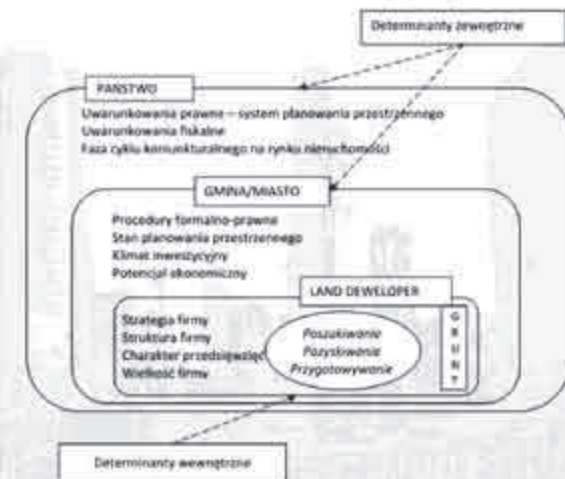 Determinanty zewnętrzne
PAŃSTWO
Uwarunkowania prawne – system planowania przestrzennego
Uwarunkowania fiskalne
Faza cyklu koniunkturalnego na rynku nieruchomości
GMINA/MIASTO
Procedury formalno-prawne
Stan planowania przestrzennego
Klimat inwestycyjny
Potencjał ekonomiczny
LAND DEWELOPER
Strategia firmy
Struktura firmy
Charakter przedsięwzięć
Wielkość firmy
Poszukiwanie
Pozyskiwanie
Przygotowywanie
G
R
U
N
T
Determinanty wewnętrzne